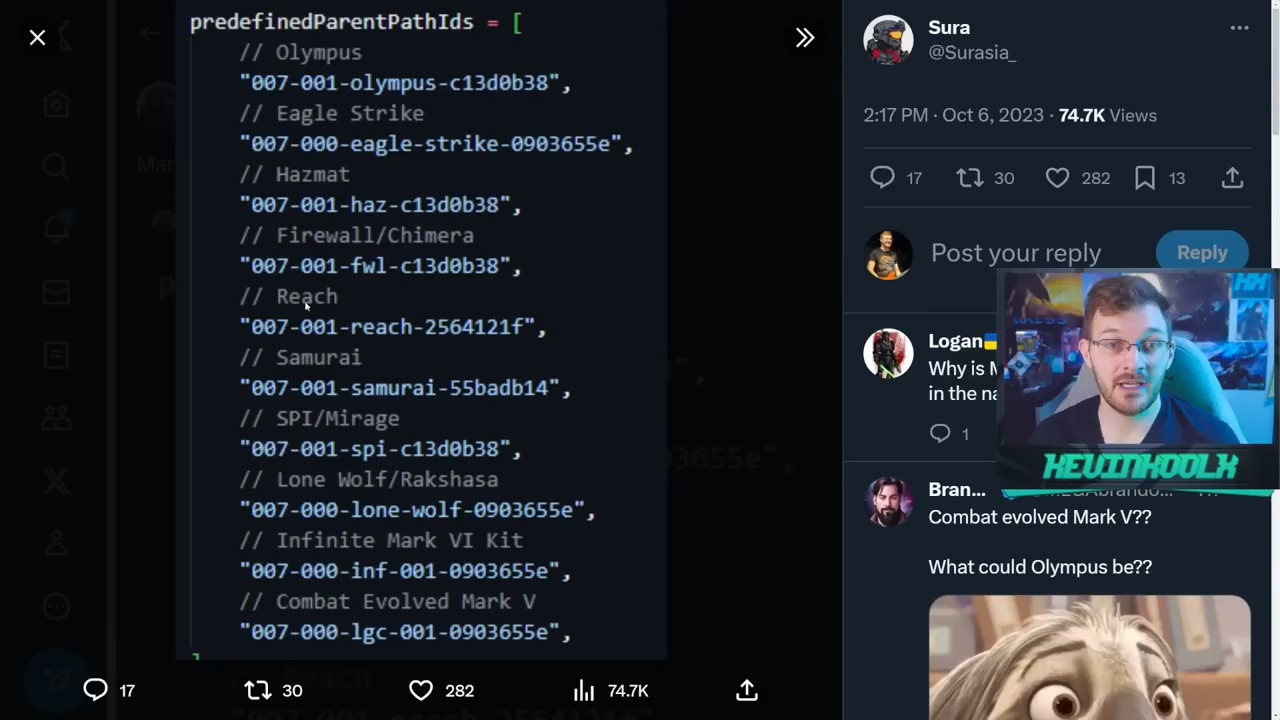 predefinedParentPathIds = [
// Olympus
"007-001-olympus-c13d0b38",
// Eagle Strike
"007-000-eagle-strike-0903655e",
// Hazmat
"007-001-haz-c13d0b38",
// Firewall/Chimera
"007-001-fwl-c13d0b38",
// Reach
"007-001-reach-2564121f",
// Samurai
"007-001-samurai-55badb14",
// SPI/Mirage
"007-001-spi-c13d0b38",
// Lone Wolf/Rakshasa
"007-000-lone-wolf-0903655e",
// Infinite Mark VI Kit
"007-000-inf-001-0903655e",
// Combat Evolved Mark V
"007-000-lgc-001-0903655e",
]
17 30 282 74.7K
Sura
@Surasia_
2:17 PM · Oct 6, 2023 · 74.7K Views
17 30 282 13
Post your reply
Reply
Logan
Why is M
in the na
1
KEVINKOOLX
Bran...
Combat evolved Mark V??
What could Olympus be??